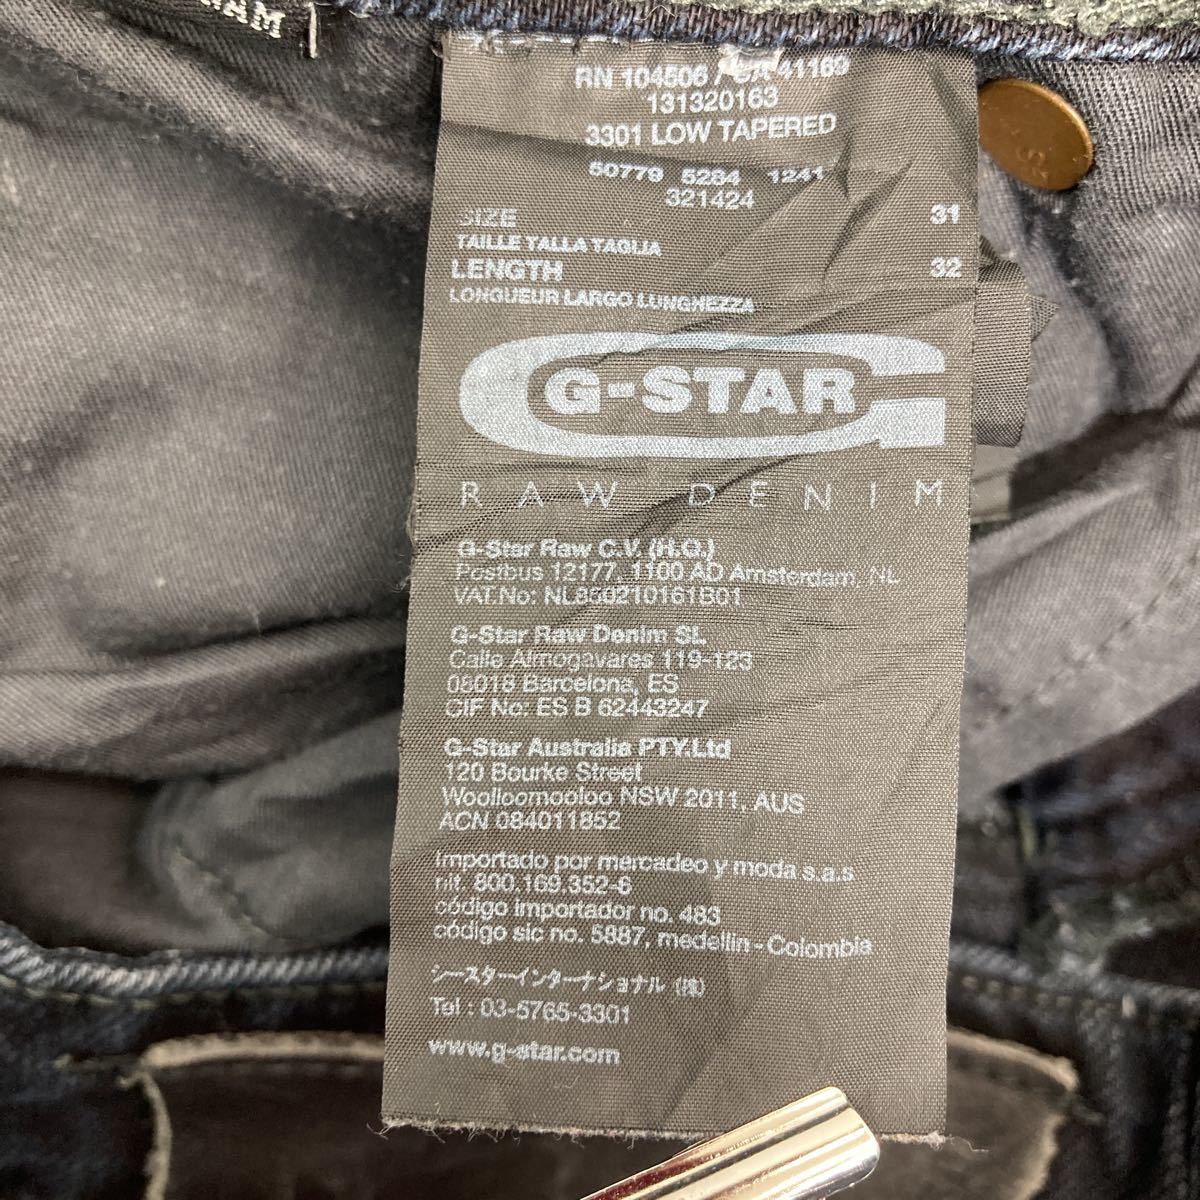 RN 104506 / CA 41169
131320163
3301 LOW TAPERED
50779 5284 1241
321424
SIZE 31
TAILLE TALLA TAGLIA
LENGTH 32
LONGUEUR LARGO LUNGHEZZA
G-STAR
RAW DENIM
G-Star Raw C.V. (H.Q.)
Postbus 12177, 1100 AD Amsterdam, NL
VAT.No: NL850210161B01
G-Star Raw Denim SL
Calle Almogavares 119-123
08018 Barcelona, ES
CIF No: ES B 62443247
G-Star Australia PTY.Ltd
120 Bourke Street
Woolloomooloo NSW 2011, AUS
ACN 084011852
Importado por mercadeo y moda s.a.s
nit. 800.169.352-6
código importador no. 483
código sic no. 5887, medellin - Colombia
ジースターインターナショナル (株)
Tel : 03-5765-3301
www.g-star.com